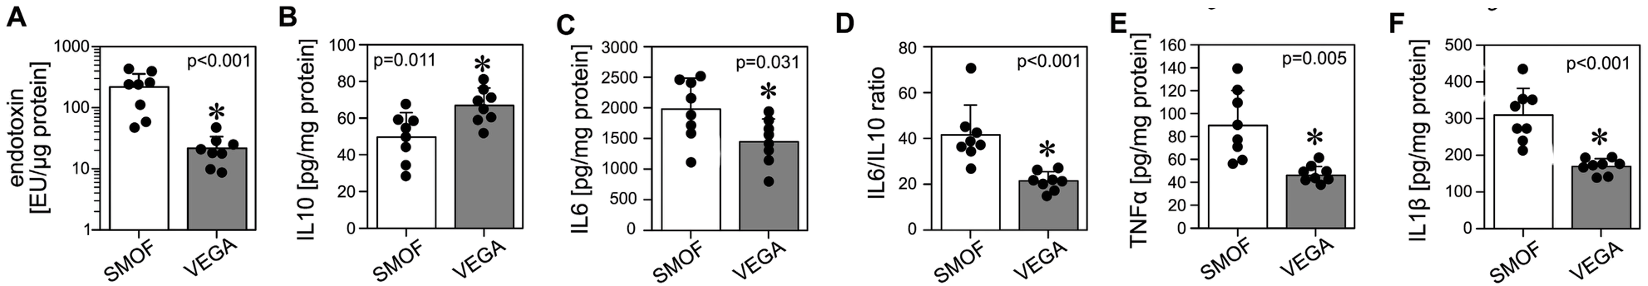 A
endotoxin
[EU/µg protein]
1000
100
10
1
p<0.001
*
SMOF
VEGA
B
IL10 [pg/mg protein]
100
80
60
40
20
0
p=0.011
*
SMOF
VEGA
C
IL6 [pg/mg protein]
3000
2500
2000
1500
1000
500
0
p=0.031
*
SMOF
VEGA
D
IL6/IL10 ratio
80
60
40
20
0
p<0.001
*
SMOF
VEGA
E
TNFα [pg/mg protein]
160
140
120
100
80
60
40
20
0
p=0.005
*
SMOF
VEGA
F
IL1β [pg/mg protein]
500
400
300
200
100
0
p<0.001
*
SMOF
VEGA